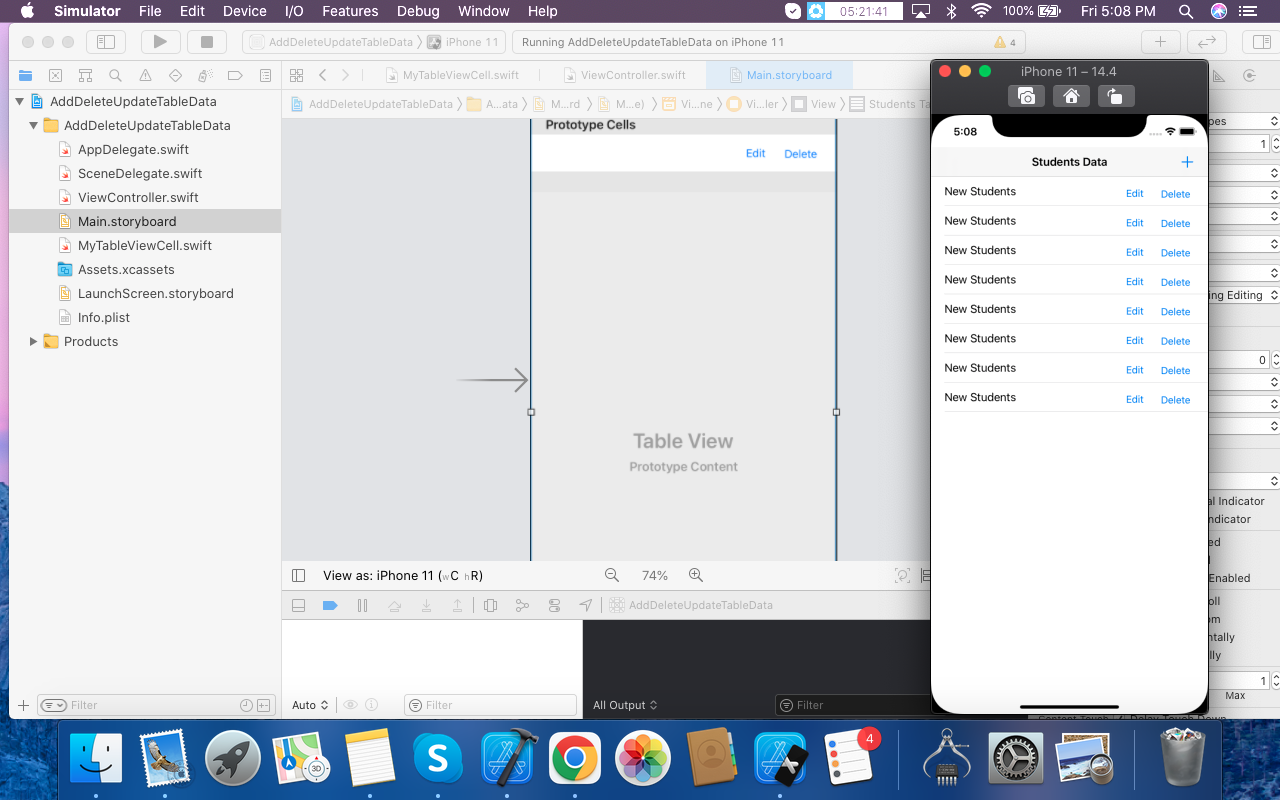 Simulator File Edit Device I/O Features Debug Window Help 05:21:41 100% Fri 5:08 PM
AddDeleteUpdateTableData iPhone 11 Running AddDeleteUpdateTableData on iPhone 11 4
MyTableViewCell.swift ViewController.swift Main.storyboard
AddDeleteUpdateTableData A...ata M...rd M...e) Vi...ne Vi...ler View Students Ta
AddDeleteUpdateTableData
AddDeleteUpdateTableData
AppDelegate.swift
SceneDelegate.swift
ViewController.swift
Main.storyboard
MyTableViewCell.swift
Assets.xcassets
LaunchScreen.storyboard
Info.plist
Products
Filter
Prototype Cells
Edit Delete
Table View
Prototype Content
View as: iPhone 11 (wC hR) 74%
AddDeleteUpdateTableData
Auto Filter
All Output Filter
iPhone 11 – 14.4
5:08
Students Data +
New Students Edit Delete
New Students Edit Delete
New Students Edit Delete
New Students Edit Delete
New Students Edit Delete
New Students Edit Delete
New Students Edit Delete
New Students Edit Delete
pes
1
ing Editing
0
al Indicator
ndicator
ed
Enabled
oll
om
ntally
lly
1
Max
3D
4